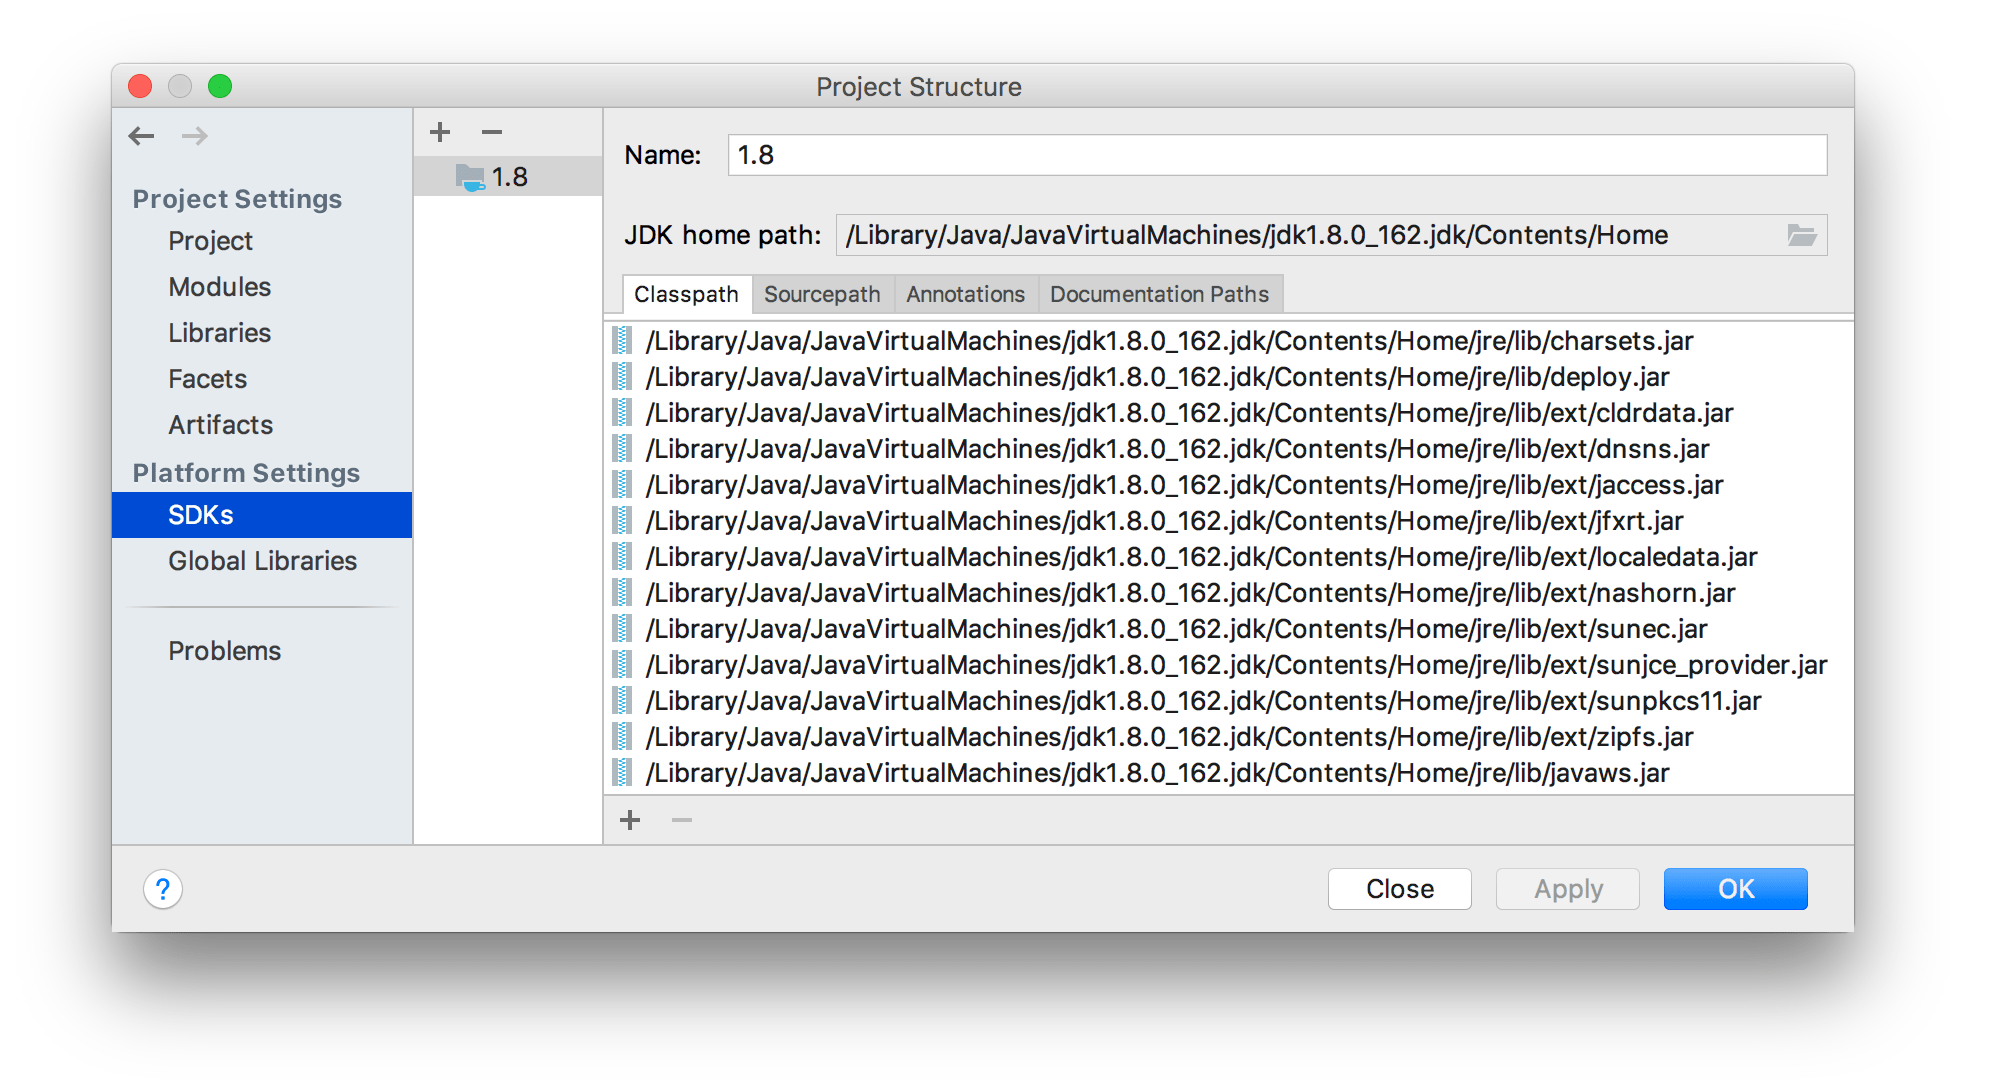 Project Structure
Project Settings
Project
Modules
Libraries
Facets
Artifacts
Platform Settings
SDKs
Global Libraries
Problems
1.8
Name: 1.8
JDK home path: /Library/Java/JavaVirtualMachines/jdk1.8.0_162.jdk/Contents/Home
Classpath Sourcepath Annotations Documentation Paths
/Library/Java/JavaVirtualMachines/jdk1.8.0_162.jdk/Contents/Home/jre/lib/charsets.jar
/Library/Java/JavaVirtualMachines/jdk1.8.0_162.jdk/Contents/Home/jre/lib/deploy.jar
/Library/Java/JavaVirtualMachines/jdk1.8.0_162.jdk/Contents/Home/jre/lib/ext/cldrdata.jar
/Library/Java/JavaVirtualMachines/jdk1.8.0_162.jdk/Contents/Home/jre/lib/ext/dnsns.jar
/Library/Java/JavaVirtualMachines/jdk1.8.0_162.jdk/Contents/Home/jre/lib/ext/jaccess.jar
/Library/Java/JavaVirtualMachines/jdk1.8.0_162.jdk/Contents/Home/jre/lib/ext/jfxrt.jar
/Library/Java/JavaVirtualMachines/jdk1.8.0_162.jdk/Contents/Home/jre/lib/ext/localedata.jar
/Library/Java/JavaVirtualMachines/jdk1.8.0_162.jdk/Contents/Home/jre/lib/ext/nashorn.jar
/Library/Java/JavaVirtualMachines/jdk1.8.0_162.jdk/Contents/Home/jre/lib/ext/sunec.jar
/Library/Java/JavaVirtualMachines/jdk1.8.0_162.jdk/Contents/Home/jre/lib/ext/sunjce_provider.jar
/Library/Java/JavaVirtualMachines/jdk1.8.0_162.jdk/Contents/Home/jre/lib/ext/sunpkcs11.jar
/Library/Java/JavaVirtualMachines/jdk1.8.0_162.jdk/Contents/Home/jre/lib/ext/zipfs.jar
/Library/Java/JavaVirtualMachines/jdk1.8.0_162.jdk/Contents/Home/jre/lib/javaws.jar
? Close Apply OK